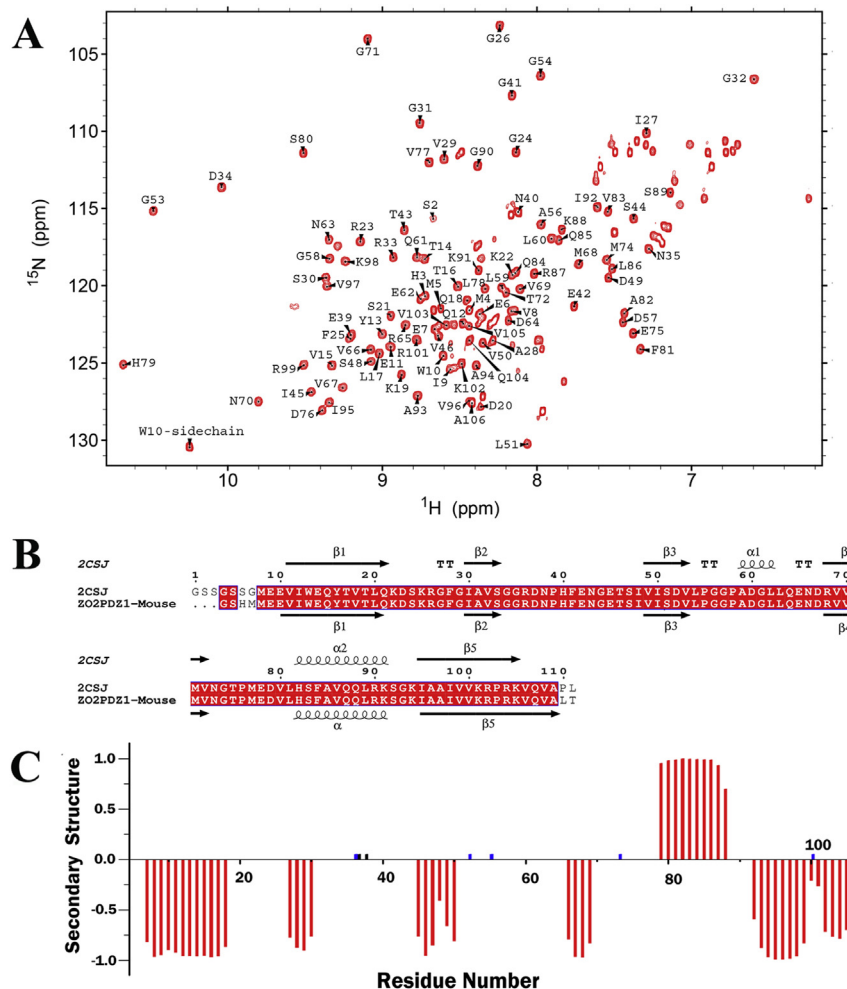 A
G71
G26
G54
G32
G41
G31
I27
S80
V29
G90
G24
V77
D34
S89
N40
I92
V83
G53
S2
A56
S44
T43
K88
N63
R23
Q61
L60
Q85
R33
T14
M74
N35
G58
K91
K22
Q84
M68
L86
K98
H3
T16
L59
R87
D49
S30
M5
L78
V69
V97
E62
Q18
M4
T72
E42
A82
S21
V103
Q12
E6
V8
D57
E39
Y13
E7
D64
E75
F25
R65
V105
V66
V46
V50
A28
F81
H79
V15
S48
R101
W10
R99
L17
E11
I9
A94
Q104
V67
K19
K102
N70
I45
V96
D20
D76
I95
A93
A106
W10-sidechain
L51
105
110
115
120
125
130
15N (ppm)
10 9 8 7
1H (ppm)
B
β1 β2 β3 α1 β
2CSJ TT TT TT
1 10 20 30 40 50 60 70
2CSJ GSSGSSGMEEVIWEQYTVTLQKDSKRGFGIAVSGGRDNPHFENGETSIVISDVLPGGPADGLLQENDRVV
ZO2PDZ1-Mouse ...GSHMMEEVIWEQYTVTLQKDSKRGFGIAVSGGRDNPHFENGETSIVISDVLPGGPADGLLQENDRVV
β1 β2 β3 β4
α2 β5
2CSJ
80 90 100 110
2CSJ MVNGTPMEDVLHSFAVQQLRKSGKIAAIVVKRPRKVQVAPL
ZO2PDZ1-Mouse MVNGTPMEDVLHSFAVQQLRKSGKIAAIVVKRPRKVQVALT
α β5
C
Secondary Structure
1.0
0.5
0.0
-0.5
-1.0
20 40 60 80 100
Residue Number